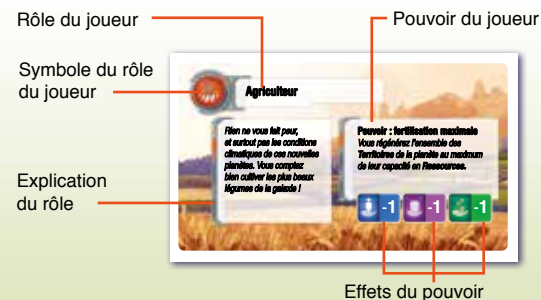 Rôle du joueur
Pouvoir du joueur
Symbole du rôle
du joueur
Agriculteur
Rien ne vous fait peur,
et surtout pas les conditions
climatiques de ces nouvelles
planètes. Vous comptez
bien cultiver les plus beaux
légumes de la galaxie !
Pouvoir : fertilisation maximale
Vous régénérez l'ensemble des
Territoires de la planète au maximum
de leur capacité en Ressources.
Explication
du rôle
-1 -1 -1
Effets du pouvoir